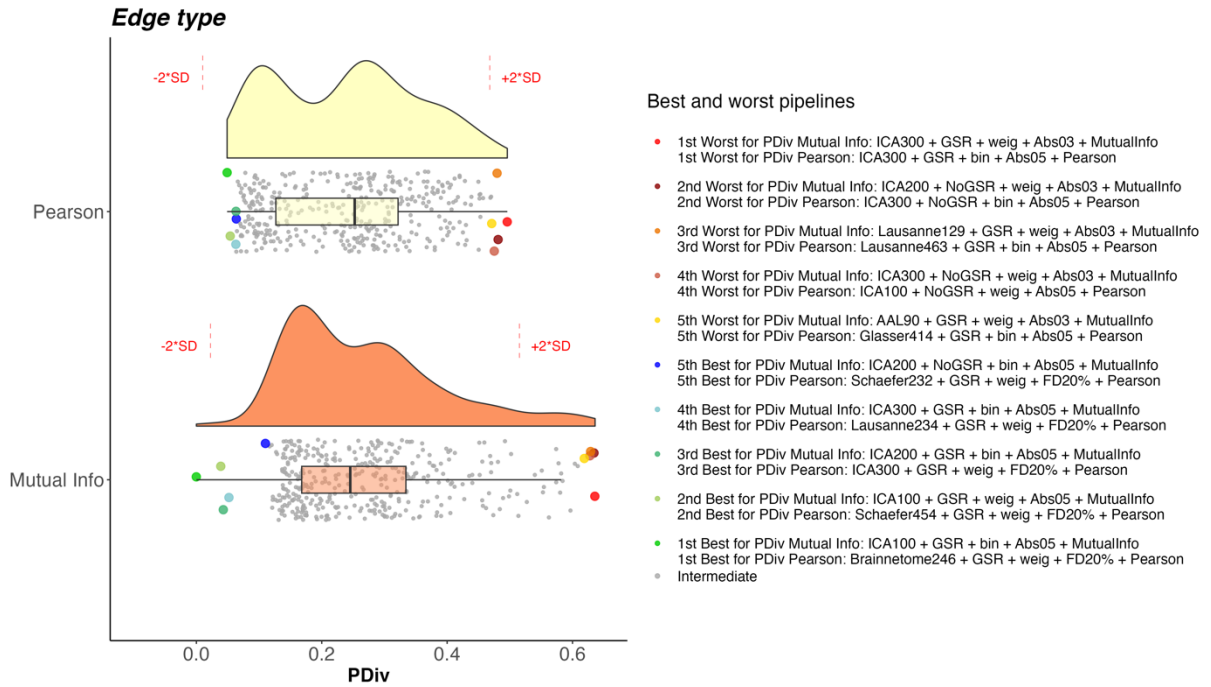 Edge type
-2*SD
+2*SD
Pearson
-2*SD
+2*SD
Mutual Info
0.0
0.2
0.4
0.6
PDiv
Best and worst pipelines
1st Worst for PDiv Mutual Info: ICA300 + GSR + weig + Abs03 + MutualInfo
1st Worst for PDiv Pearson: ICA300 + GSR + bin + Abs05 + Pearson
2nd Worst for PDiv Mutual Info: ICA200 + NoGSR + weig + Abs03 + MutualInfo
2nd Worst for PDiv Pearson: ICA300 + NoGSR + bin + Abs05 + Pearson
3rd Worst for PDiv Mutual Info: Lausanne129 + GSR + weig + Abs03 + MutualInfo
3rd Worst for PDiv Pearson: Lausanne463 + GSR + bin + Abs05 + Pearson
4th Worst for PDiv Mutual Info: ICA300 + NoGSR + weig + Abs03 + MutualInfo
4th Worst for PDiv Pearson: ICA100 + NoGSR + weig + Abs05 + Pearson
5th Worst for PDiv Mutual Info: AAL90 + GSR + weig + Abs03 + MutualInfo
5th Worst for PDiv Pearson: Glasser414 + GSR + bin + Abs05 + Pearson
5th Best for PDiv Mutual Info: ICA200 + NoGSR + bin + Abs05 + MutualInfo
5th Best for PDiv Pearson: Schaefer232 + GSR + weig + FD20% + Pearson
4th Best for PDiv Mutual Info: ICA300 + GSR + bin + Abs05 + MutualInfo
4th Best for PDiv Pearson: Lausanne234 + GSR + weig + FD20% + Pearson
3rd Best for PDiv Mutual Info: ICA200 + GSR + bin + Abs05 + MutualInfo
3rd Best for PDiv Pearson: ICA300 + GSR + weig + FD20% + Pearson
2nd Best for PDiv Mutual Info: ICA100 + GSR + weig + Abs05 + MutualInfo
2nd Best for PDiv Pearson: Schaefer454 + GSR + weig + FD20% + Pearson
1st Best for PDiv Mutual Info: ICA100 + GSR + bin + Abs05 + MutualInfo
1st Best for PDiv Pearson: Brainnetome246 + GSR + weig + FD20% + Pearson
Intermediate